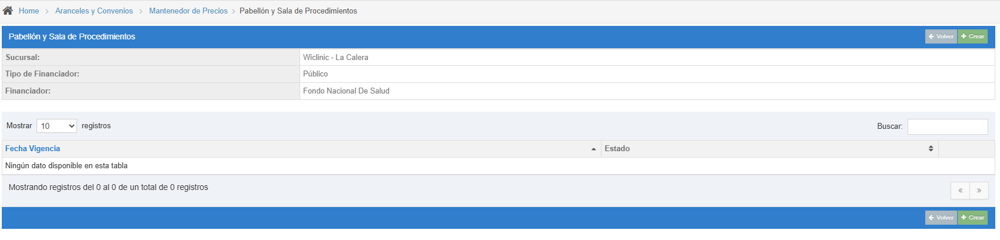 Home > Aranceles y Convenios > Mantenedor de Precios > Pabellón y Sala de Procedimientos
Pabellón y Sala de Procedimientos Volver Crear
Sucursal: Wiclinic - La Calera
Tipo de Financiador: Público
Financiador: Fondo Nacional De Salud
Mostrar 10 registros Buscar:
Fecha Vigencia Estado
Ningún dato disponible en esta tabla
Mostrando registros del 0 al 0 de un total de 0 registros « »
Volver Crear